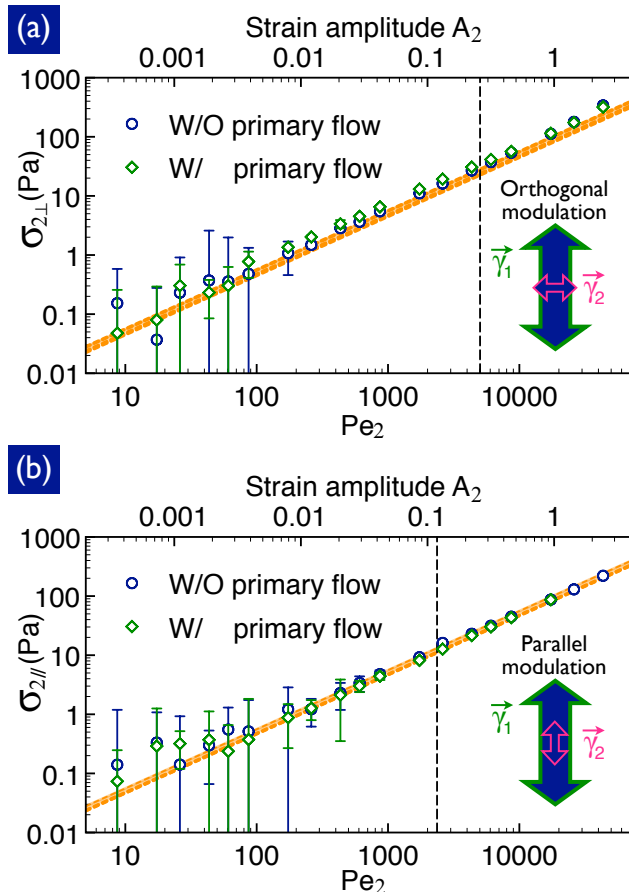 (a)
Strain amplitude A₂
0.001 0.01 0.1 1
1000
100
10
1
0.1
0.01
σ₂⊥(Pa)
W/O primary flow
W/ primary flow
Orthogonal
modulation
γ₁
γ₂
10 100 1000 10000
Pe₂
(b)
Strain amplitude A₂
0.001 0.01 0.1 1
1000
100
10
1
0.1
0.01
σ₂//(Pa)
W/O primary flow
W/ primary flow
Parallel
modulation
γ₁
γ₂
10 100 1000 10000
Pe₂